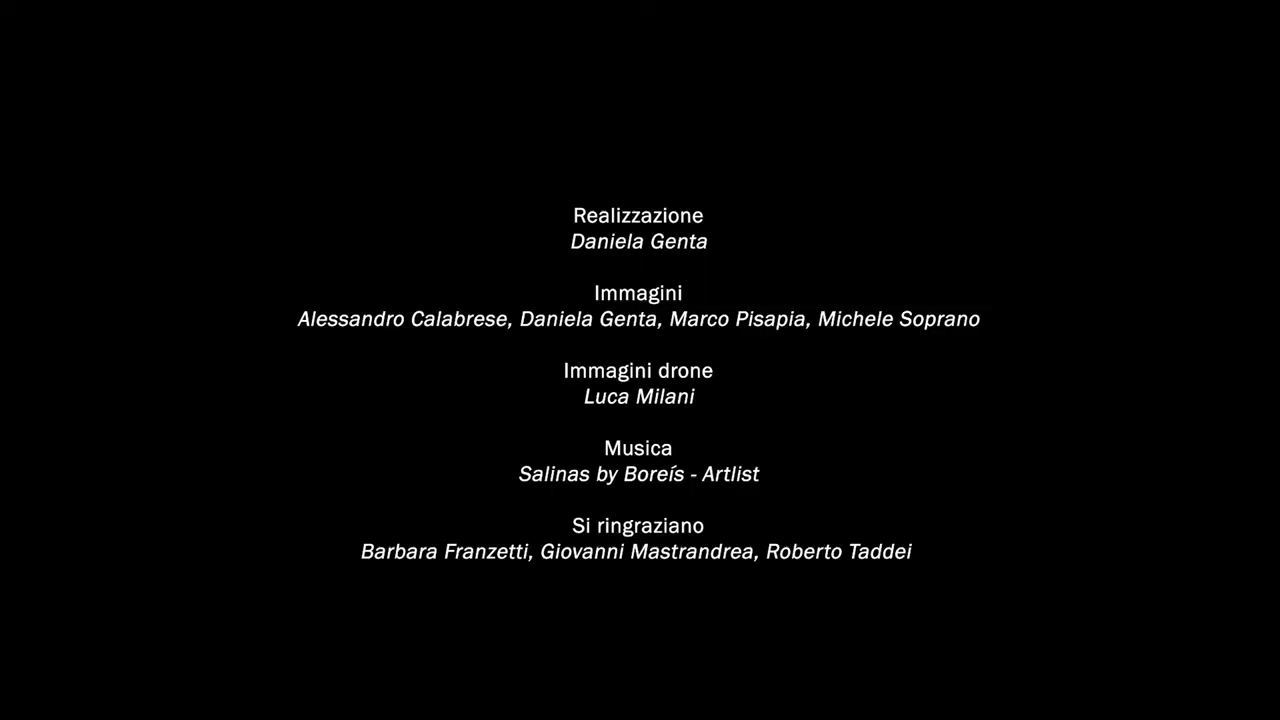 Realizzazione
Daniela Genta
Immagini
Alessandro Calabrese, Daniela Genta, Marco Pisapia, Michele Soprano
Immagini drone
Luca Milani
Musica
Salinas by Boreís - Artlist
Si ringraziano
Barbara Franzetti, Giovanni Mastrandrea, Roberto Taddei